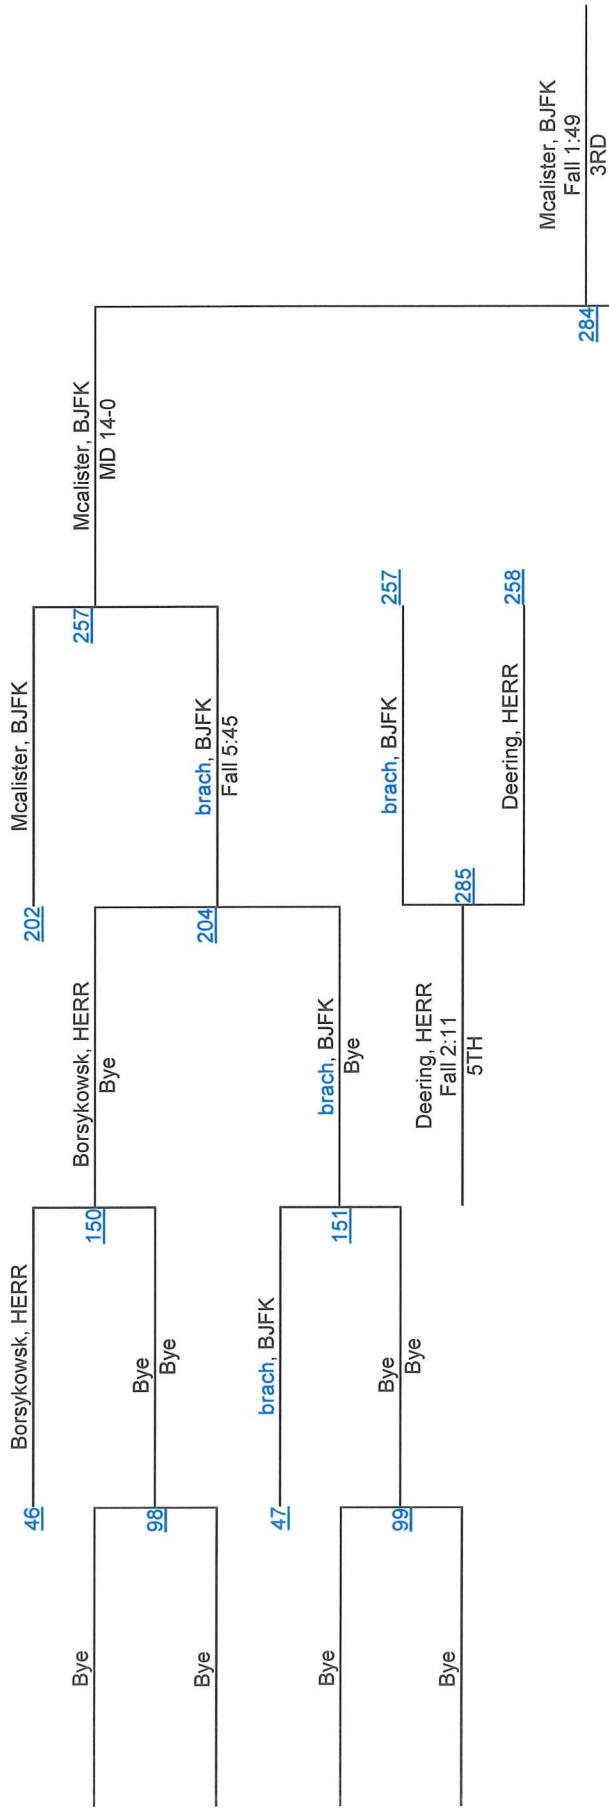 Borsykowsk, HERR
Mcalister, BJFK
46
202
Bye
Borsykowsk, HERR
Mcalister, BJFK
150
257
Bye
MD 14-0
Bye
98
Bye
Bye
brach, BJFK
204
Fall 5:45
brach, BJFK
47
Bye
brach, BJFK
151
Bye
Bye
brach, BJFK
257
99
Bye
Deering, HERR
Bye
Fall 2:11
285
5TH
Deering, HERR
258
Mcalister, BJFK
Fall 1:49
284
3RD